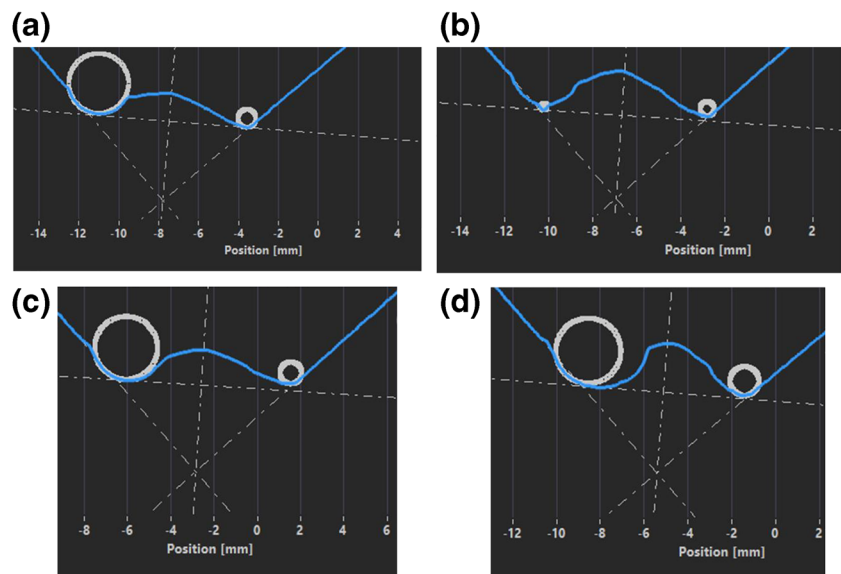 (a)
-14 -12 -10 -8 -6 -4 -2 0 2 4
Position [mm]
(b)
-14 -12 -10 -8 -6 -4 -2 0 2
Position [mm]
(c)
-8 -6 -4 -2 0 2 4 6
Position [mm]
(d)
-12 -10 -8 -6 -4 -2 0 2
Position [mm]